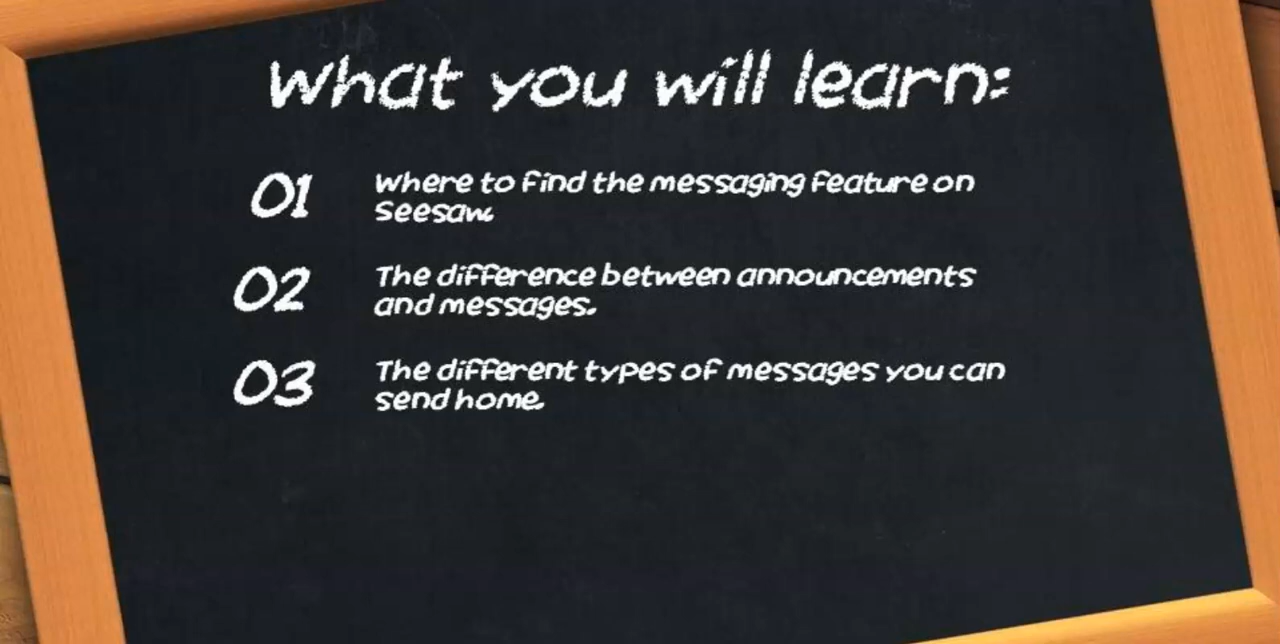 What you will learn:
01
Where to find the messaging feature on
Seesaw.
02
The difference between announcements
and messages.
03
The different types of messages you can
send home.